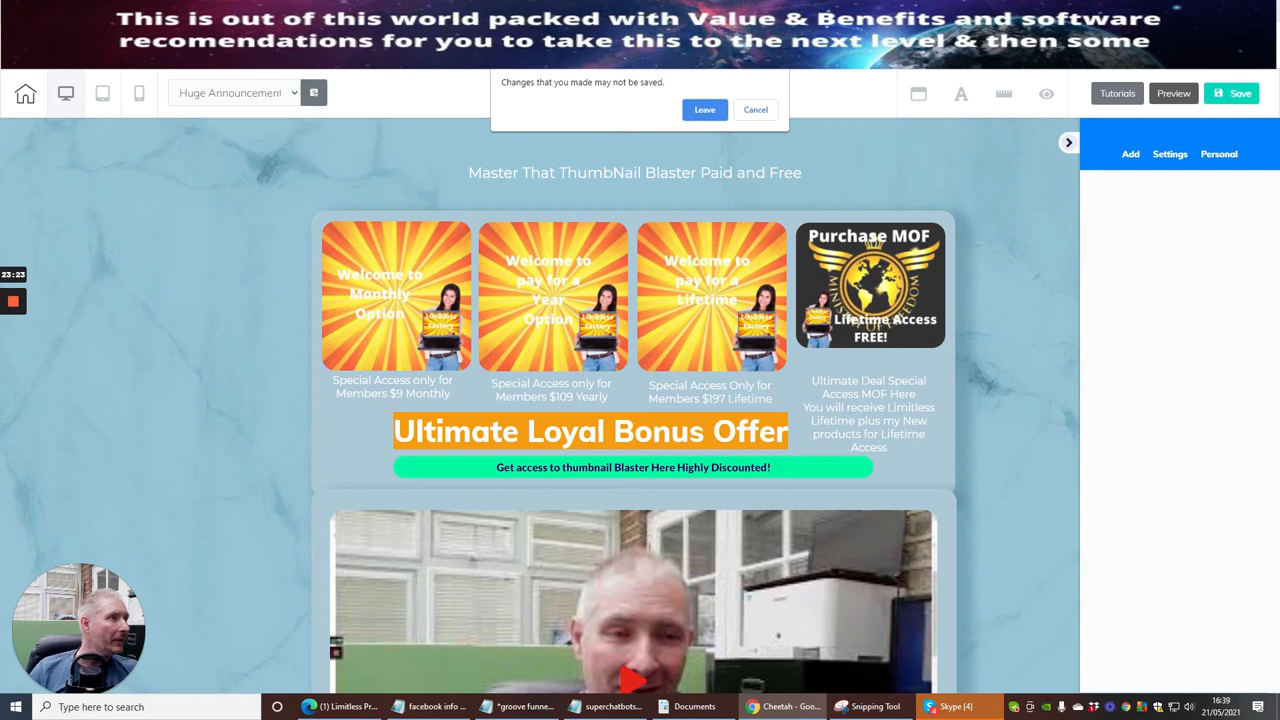 This is out of this world packed with Value & Benefits and software
recomendations for you to take this to the next level & then some
Changes that you made may not be saved.
Leave
Cancel
Huge Announcement
Tutorials
Preview
Save
Add
Settings
Personal
Master That ThumbNail Blaster Paid and Free
Welcome to
Monthly
Option
Welcome to
pay for a
Year
Option
Welcome to
pay for a
Lifetime
Purchase MOF
Lifetime Access
FREE!
Special Access only for
Members $9 Monthly
Special Access only for
Members $109 Yearly
Special Access Only for
Members $197 Lifetime
Ultimate Deal Special
Access MOF Here
You will receive Limitless
Lifetime plus my New
products for Lifetime
Access
Ultimate Loyal Bonus Offer
Get access to thumbnail Blaster Here Highly Discounted!
23:23
Type here to search
(1) Limitless Pr...
facebook info ...
*groove funne...
superchatbots...
Documents
Cheetah - Goo...
Snipping Tool
Skype [4]
16:39
21/05/2021